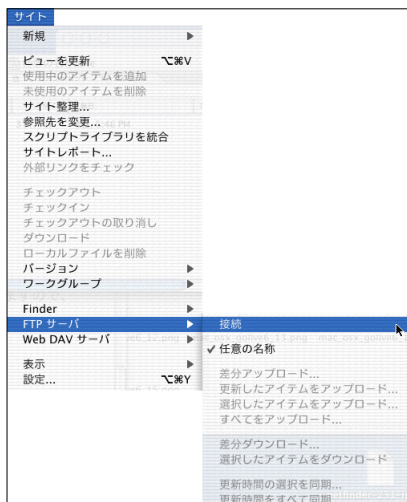 サイト
新規
ビューを更新 ⌥⌘V
使用中のアイテムを追加
未使用のアイテムを削除
サイト整理...
参照先を変更...
スクリプトライブラリを統合
サイトレポート...
外部リンクをチェック
チェックアウト
チェックイン
チェックアウトの取り消し
ダウンロード
ローカルファイルを削除
バージョン
ワークグループ
Finder
FTP サーバ
Web DAV サーバ
表示
設定... ⌥⌘Y
接続
✓ 任意の名称
差分アップロード...
更新したアイテムをアップロード...
選択したアイテムをアップロード...
すべてをアップロード...
差分ダウンロード...
選択したアイテムをダウンロード
更新時間の選択を同期...
更新時間をすべて同期...